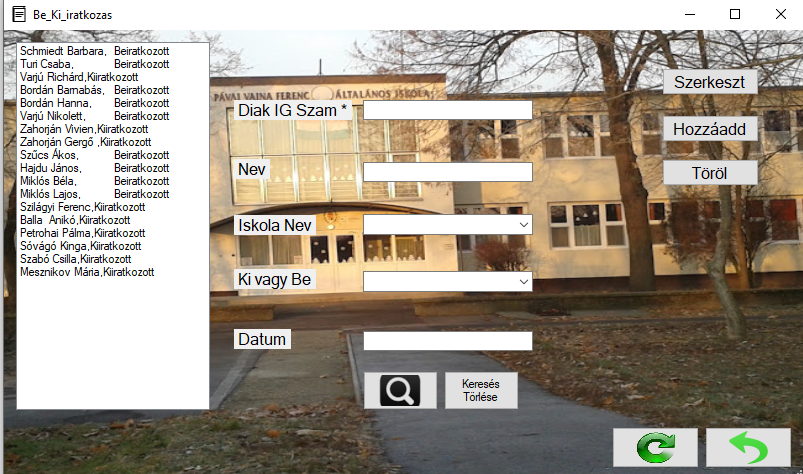 Be_Ki_iratkozas
Schmiedt Barbara, Beiratkozott
Turi Csaba, Beiratkozott
Varjú Richárd,Kiiratkozott
Bordán Barnabás, Beiratkozott
Bordán Hanna, Beiratkozott
Varjú Nikolett, Beiratkozott
Zahorján Vivien,Kiiratkozott
Zahorján Gergő ,Kiiratkozott
Szűcs Ákos, Beiratkozott
Hajdu János, Beiratkozott
Miklós Béla, Beiratkozott
Miklós Lajos, Beiratkozott
Szilágyi Ferenc,Kiiratkozott
Balla Anikó,Kiiratkozott
Petrohai Pálma,Kiiratkozott
Sóvágó Kinga,Kiiratkozott
Szabó Csilla,Kiiratkozott
Mesznikov Mária,Kiiratkozott
PÁVAI VAJNA FERENC ÁLTALÁNOS ISKOLA
Diak IG Szam *
Nev
Iskola Nev
Ki vagy Be
Datum
Keresés
Törlése
Szerkeszt
Hozzáadd
Töröl